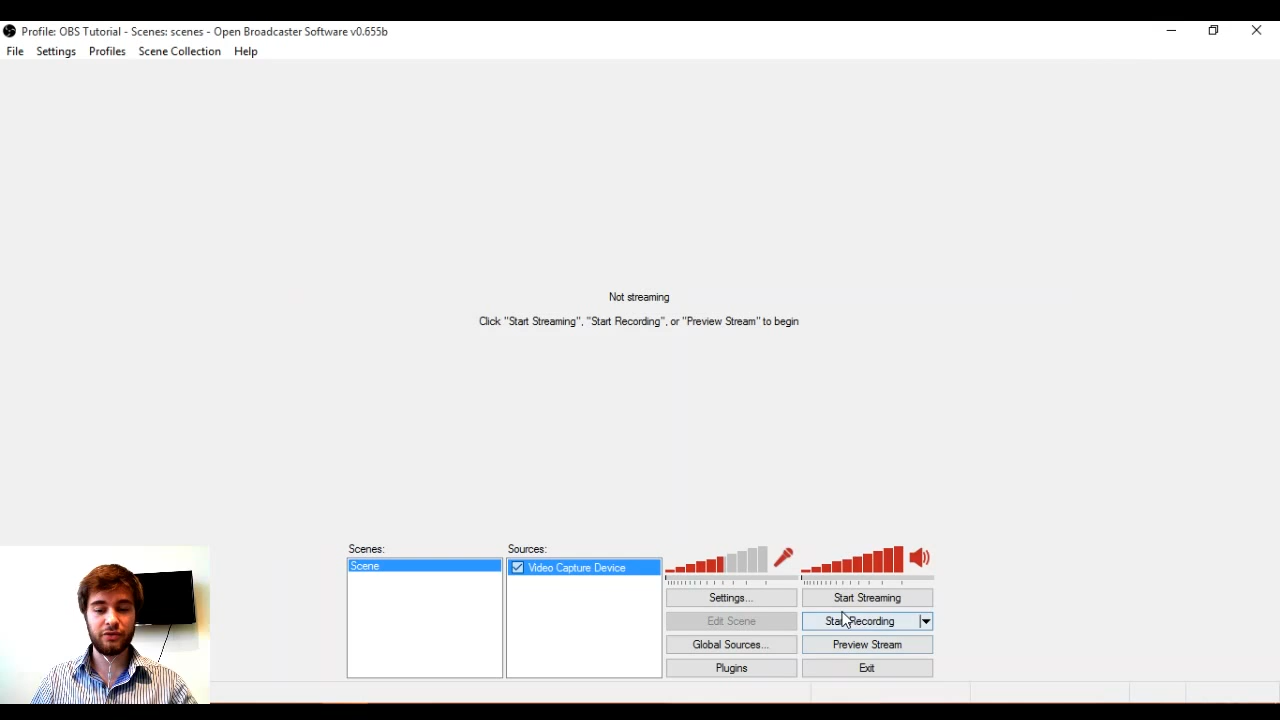 Profile: OBS Tutorial - Scenes: scenes - Open Broadcaster Software v0.655b
File Settings Profiles Scene Collection Help
Not streaming
Click "Start Streaming", "Start Recording", or "Preview Stream" to begin
Scenes:
Scene
Sources:
Video Capture Device
Settings...
Start Streaming
Edit Scene
Start Recording
Global Sources...
Preview Stream
Plugins
Exit